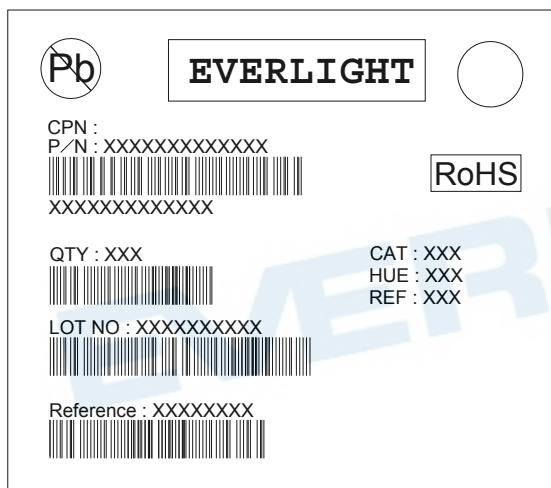 Pb
EVERLIGHT
CPN :
P/N : XXXXXXXXXXXXX
RoHS
XXXXXXXXXXXXX
QTY : XXX
CAT : XXX
HUE : XXX
REF : XXX
LOT NO : XXXXXXXXXX
Reference : XXXXXXXX
EVER